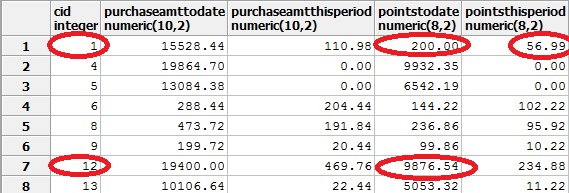 cid integer purchaseamttodate numeric(10,2) purchaseamtthisperiod numeric(10,2) pointstodate numeric(8,2) pointsthisperiod numeric(8,2)
1 1 15528.44 110.98 200.00 56.99
2 4 19864.70 0.00 9932.35 0.00
3 5 13084.38 0.00 6542.19 0.00
4 6 288.44 204.44 144.22 102.22
5 8 473.72 191.84 236.86 95.92
6 9 199.72 20.44 99.86 10.22
7 12 19400.00 469.76 9876.54 234.88
8 13 10106.64 22.44 5053.32 11.22